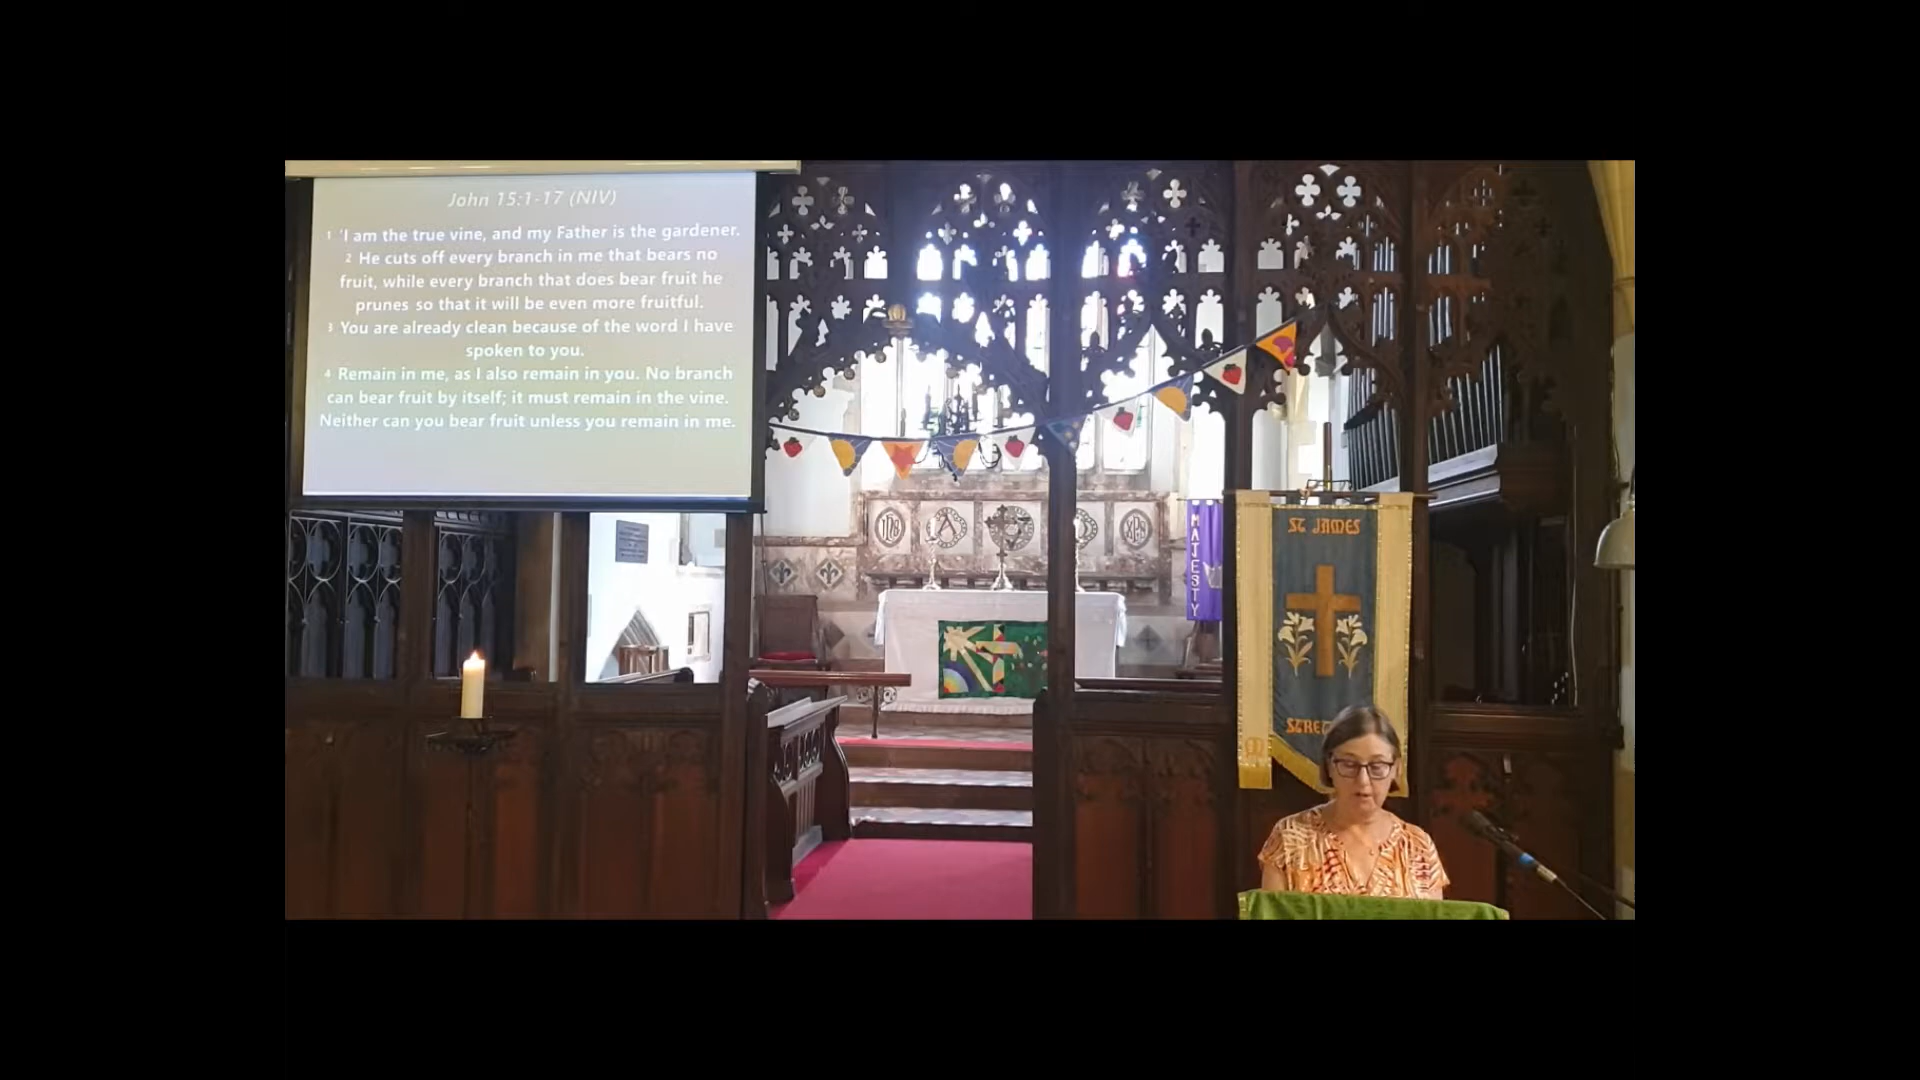 John 15:1-17 (NIV)
1 'I am the true vine, and my Father is the gardener.
2 He cuts off every branch in me that bears no
fruit, while every branch that does bear fruit he
prunes so that it will be even more fruitful.
3 You are already clean because of the word I have
spoken to you.
4 Remain in me, as I also remain in you. No branch
can bear fruit by itself; it must remain in the vine.
Neither can you bear fruit unless you remain in me.
MAJESTY
ST JAMES